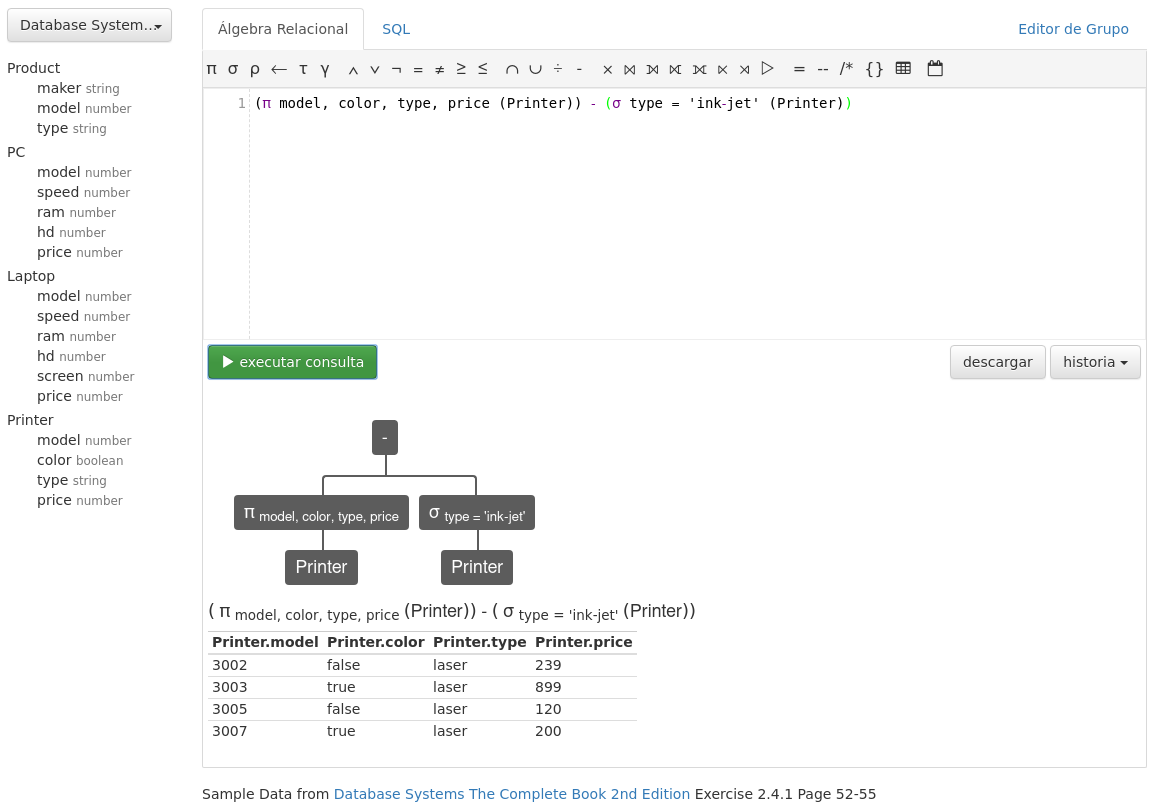 Database System...
Product
maker string
model number
type string
PC
model number
speed number
ram number
hd number
price number
Laptop
model number
speed number
ram number
hd number
screen number
price number
Printer
model number
color boolean
type string
price number
Álgebra Relacional SQL Editor de Grupo
π σ ρ ← τ γ ∧ ∨ ¬ = ≠ ≥ ≤ ∩ ∪ ÷ - × ⨝ ⟕ ⟖ ⟗ ⋉ ⋊ ▷ = -- /* {}
1 (π model, color, type, price (Printer)) - (σ type = 'ink-jet' (Printer))
executar consulta descargar historia
-
π model, color, type, price σ type = 'ink-jet'
Printer Printer
( π model, color, type, price (Printer)) - ( σ type = 'ink-jet' (Printer))
Printer.model Printer.color Printer.type Printer.price
3002 false laser 239
3003 true laser 899
3005 false laser 120
3007 true laser 200
Sample Data from Database Systems The Complete Book 2nd Edition Exercise 2.4.1 Page 52-55